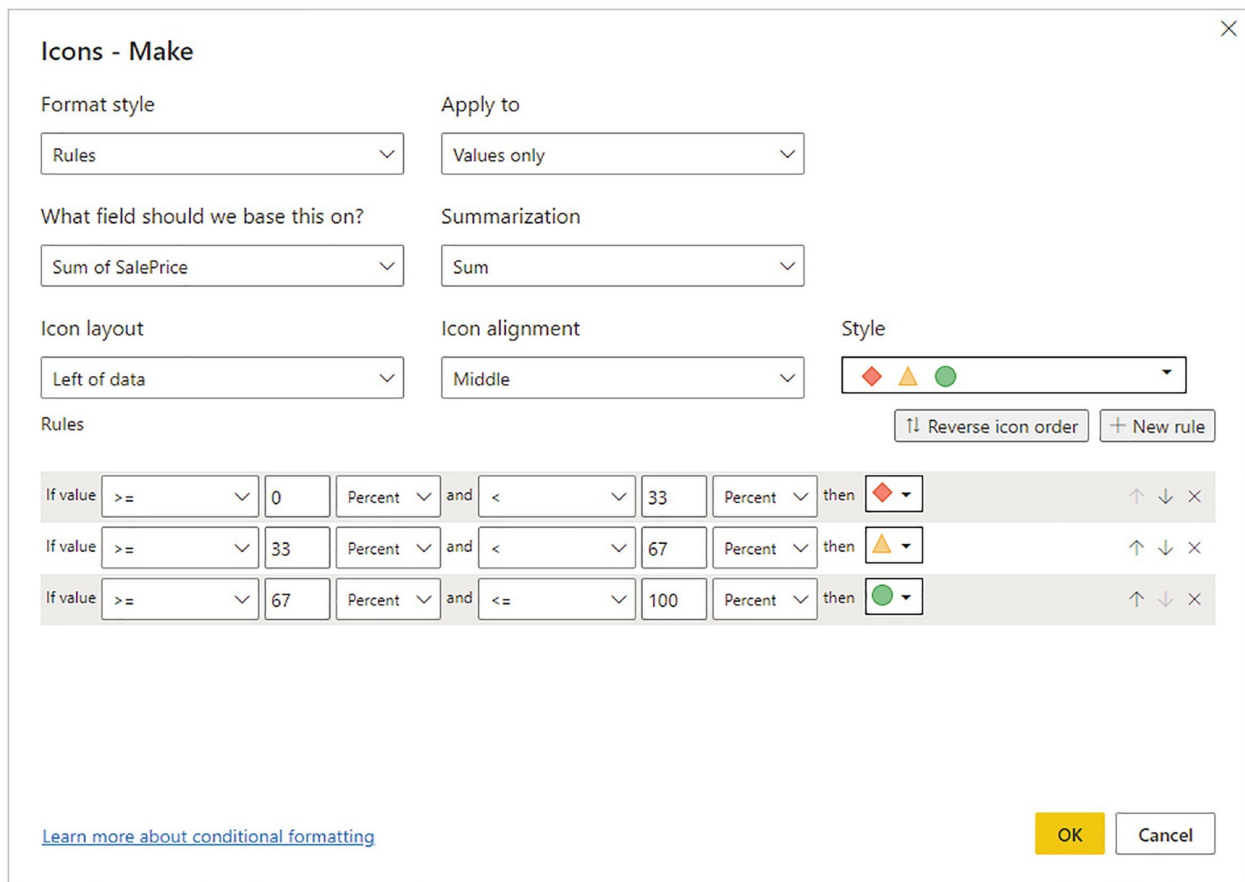 Icons - Make
Format style Apply to
Rules Values only
What field should we base this on? Summarization
Sum of SalePrice Sum
Icon layout Icon alignment Style
Left of data Middle
Rules Reverse icon order New rule
If value >= 0 Percent and < 33 Percent then
If value >= 33 Percent and < 67 Percent then
If value >= 67 Percent and <= 100 Percent then
Learn more about conditional formatting OK Cancel